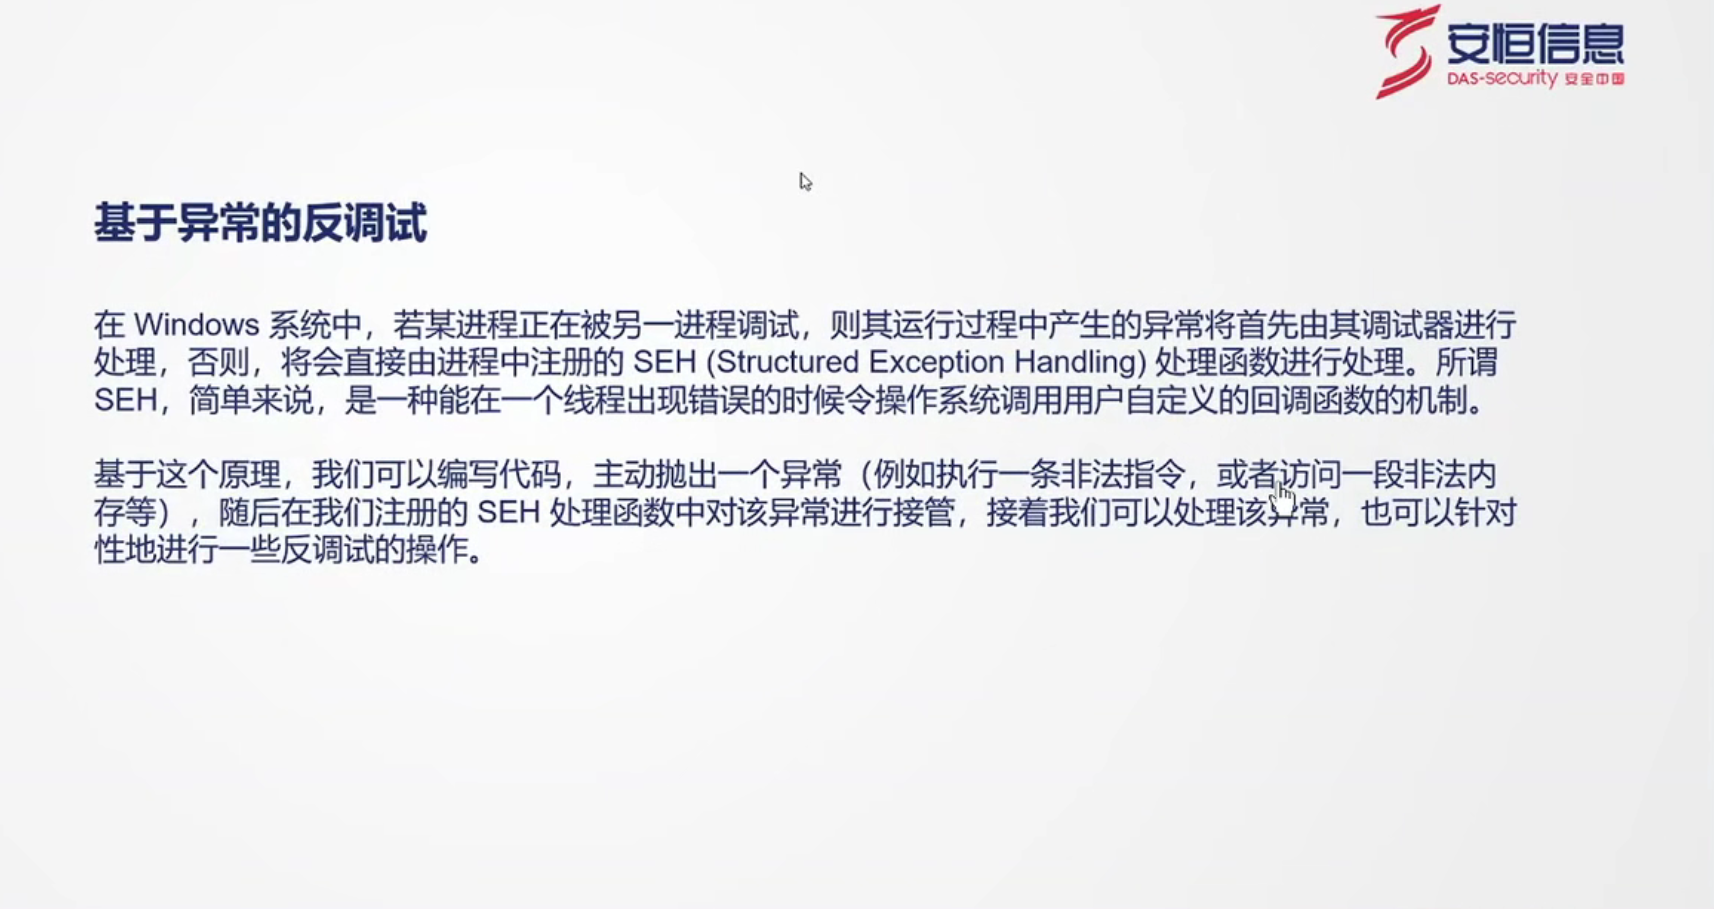 安恒信息
DAS-security 安全中国
基于异常的反调试
在 Windows 系统中，若某进程正在被另一进程调试，则其运行过程中产生的异常将首先由其调试器进行
处理，否则，将会直接由进程中注册的 SEH (Structured Exception Handling) 处理函数进行处理。所谓
SEH，简单来说，是一种能在一个线程出现错误的时候令操作系统调用用户自定义的回调函数的机制。
基于这个原理，我们可以编写代码，主动抛出一个异常（例如执行一条非法指令，或者访问一段非法内
存等），随后在我们注册的 SEH 处理函数中对该异常进行接管，接着我们可以处理该异常，也可以针对
性地进行一些反调试的操作。